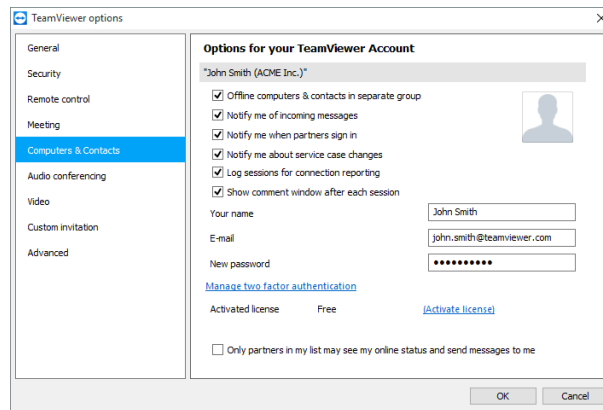 TeamViewer options
General
Security
Remote control
Meeting
Computers & Contacts
Audio conferencing
Video
Custom invitation
Advanced
Options for your TeamViewer Account
"John Smith (ACME Inc.)"
Offline computers & contacts in separate group
Notify me of incoming messages
Notify me when partners sign in
Notify me about service case changes
Log sessions for connection reporting
Show comment window after each session
Your name John Smith
E-mail john.smith@teamviewer.com
New password ●●●●●●●●●●
Manage two factor authentication
Activated license Free (Activate license)
Only partners in my list may see my online status and send messages to me
OK Cancel